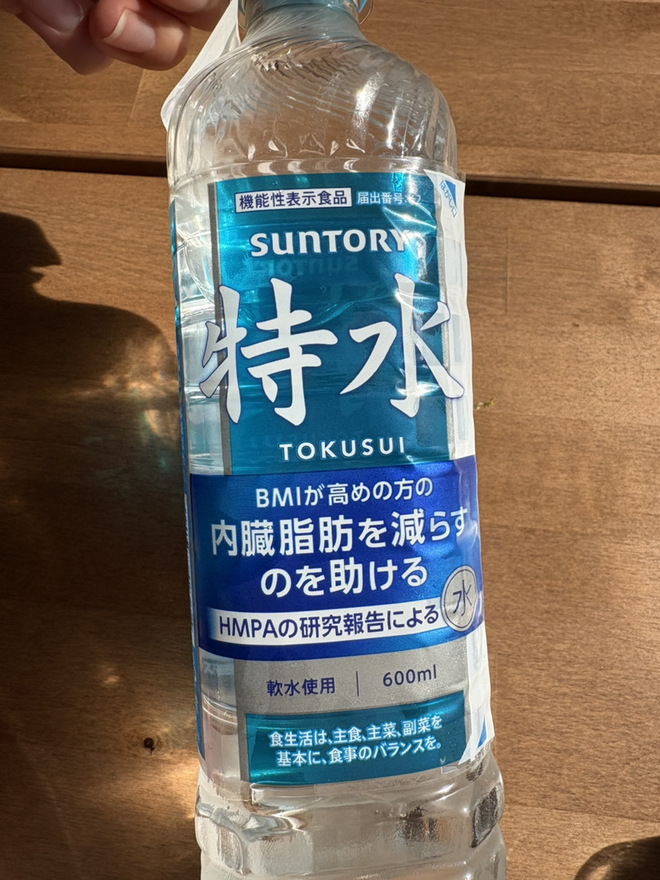 機能性表示食品 届出番号
SUNTORY
特水
TOKUSUI
BMIが高めの方の
内臓脂肪を減らす
のを助ける
水
HMPAの研究報告による
軟水使用 600ml
食生活は、主食、主菜、副菜を
基本に、食事のバランスを。